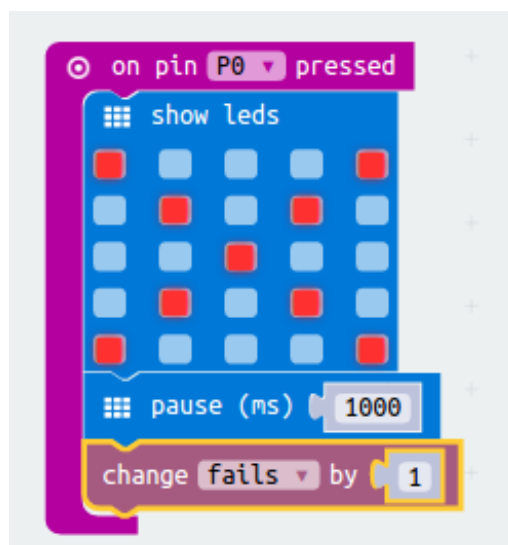 on pin P0 pressed
show leds
pause (ms) 1000
change fails by 1